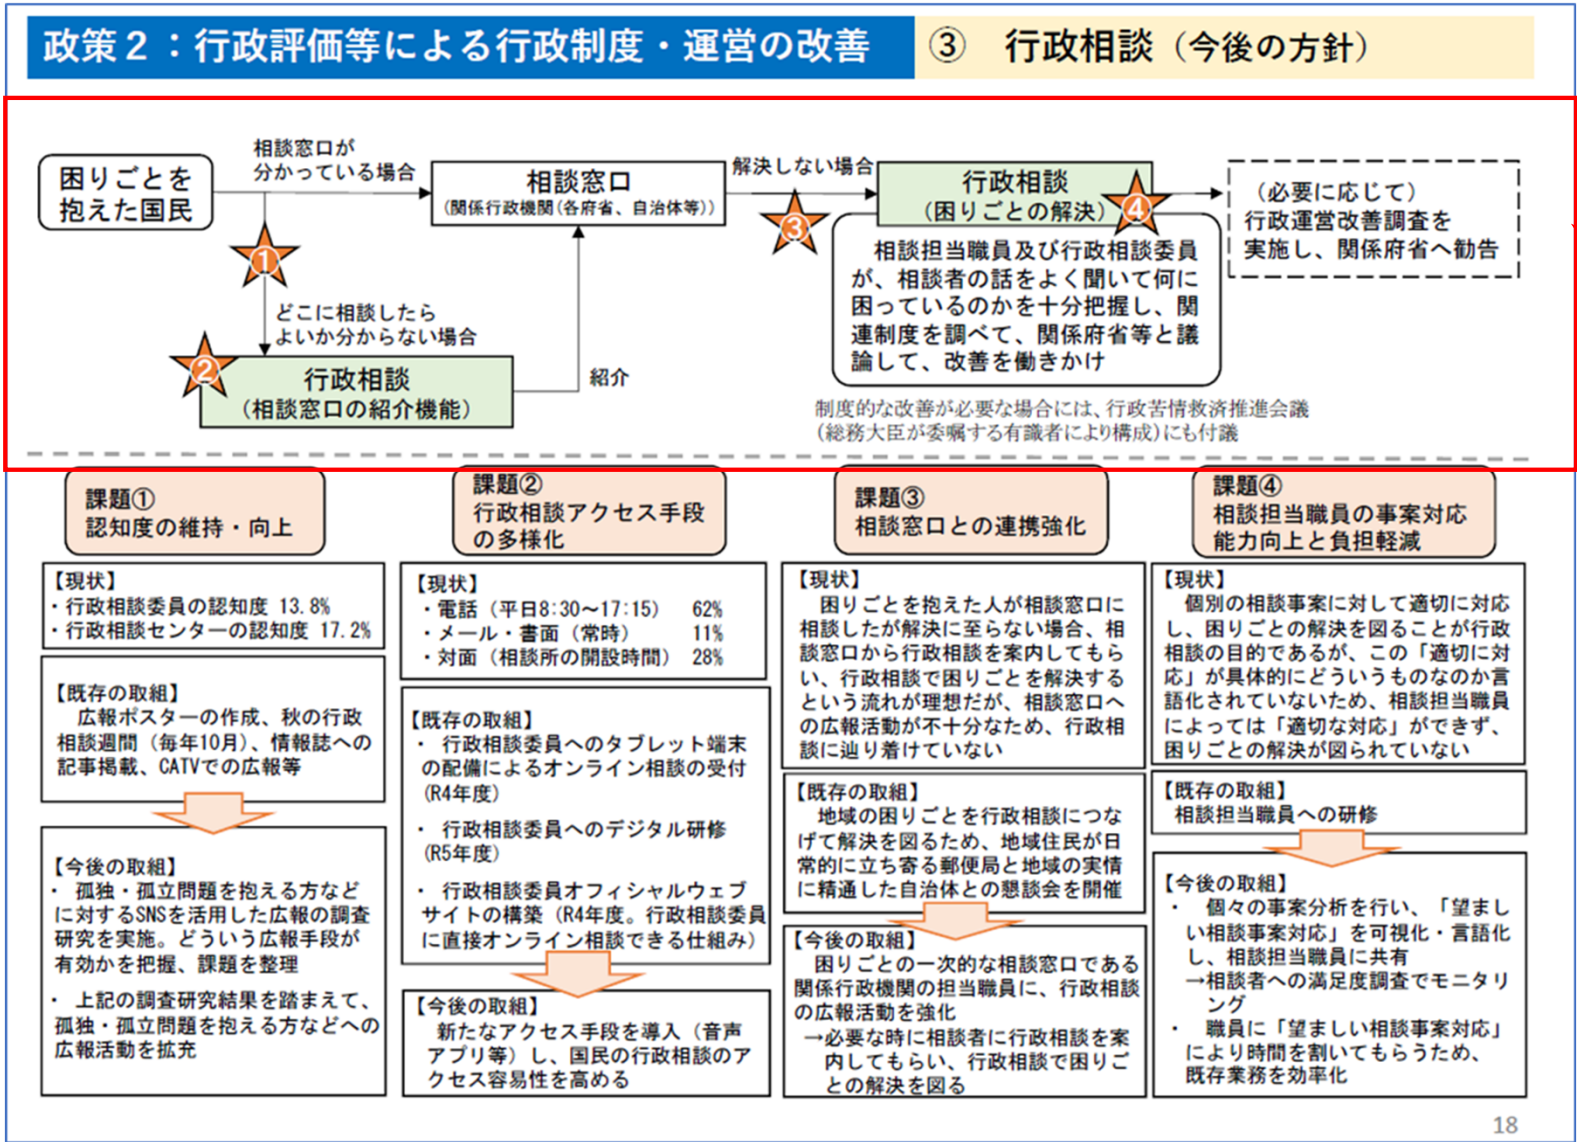 政策２：行政評価等による行政制度・運営の改善
③　行政相談（今後の方針）
困りごとを
抱えた国民
相談窓口が
分かっている場合
相談窓口
（関係行政機関（各府省、自治体等））
解決しない場合
行政相談
（困りごとの解決）
（必要に応じて）
行政運営改善調査を
実施し、関係府省へ勧告
①
③
④
どこに相談したら
よいか分からない場合
②
行政相談
（相談窓口の紹介機能）
紹介
　相談担当職員及び行政相談委員
が、相談者の話をよく聞いて何に
困っているのかを十分把握し、関
連制度を調べて、関係府省等と議
論して、改善を働きかけ
制度的な改善が必要な場合には、行政苦情救済推進会議
（総務大臣が委嘱する有識者により構成）にも付議
課題①
認知度の維持・向上
【現状】
・行政相談委員の認知度 13.8%
・行政相談センターの認知度 17.2%
【既存の取組】
　広報ポスターの作成、秋の行政
相談週間（毎年10月）、情報誌への
記事掲載、CATVでの広報等
【今後の取組】
・　孤独・孤立問題を抱える方など
に対するSNSを活用した広報の調査
研究を実施。どういう広報手段が
有効かを把握、課題を整理
・　上記の調査研究結果を踏まえて、
孤独・孤立問題を抱える方などへの
広報活動を拡充
課題②
行政相談アクセス手段
の多様化
【現状】
・電話（平日8:30～17:15）　62%
・メール・書面（常時）　11%
・対面（相談所の開設時間）　28%
【既存の取組】
・　行政相談委員へのタブレット端末
の配備によるオンライン相談の受付
(R4年度)
・　行政相談委員へのデジタル研修
(R5年度)
・　行政相談委員オフィシャルウェブ
サイトの構築（R4年度。行政相談委員
に直接オンライン相談できる仕組み）
【今後の取組】
　新たなアクセス手段を導入（音声
アプリ等）し、国民の行政相談のア
クセス容易性を高める
課題③
相談窓口との連携強化
【現状】
　困りごとを抱えた人が相談窓口に
相談したが解決に至らない場合、相
談窓口から行政相談を案内してもら
い、行政相談で困りごとを解決する
という流れが理想だが、相談窓口へ
の広報活動が不十分なため、行政相
談に辿り着けていない
【既存の取組】
　地域の困りごとを行政相談につな
げて解決を図るため、地域住民が日
常的に立ち寄る郵便局と地域の実情
に精通した自治体との懇談会を開催
【今後の取組】
　困りごとの一次的な相談窓口である
関係行政機関の担当職員に、行政相談
の広報活動を強化
→必要な時に相談者に行政相談を案
内してもらい、行政相談で困りご
との解決を図る
課題④
相談担当職員の事案対応
能力向上と負担軽減
【現状】
　個別の相談事案に対して適切に対応
し、困りごとの解決を図ることが行政
相談の目的であるが、この「適切に対
応」が具体的にどういうものなのか言
語化されていないため、相談担当職員
によっては「適切な対応」ができず、
困りごとの解決が図られていない
【既存の取組】
相談担当職員への研修
【今後の取組】
・　個々の事案分析を行い、「望まし
い相談事案対応」を可視化・言語化
し、相談担当職員に共有
→相談者への満足度調査でモニタリ
ング
・　職員に「望ましい相談事案対応」
により時間を割いてもらうため、
既存業務を効率化
18